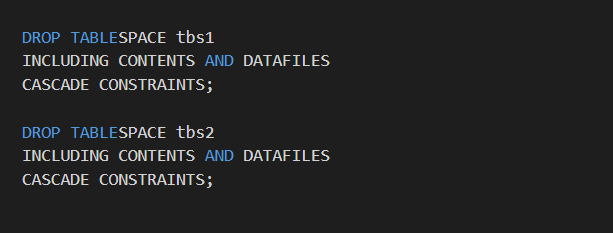 DROP TABLESPACE tbs1
INCLUDING CONTENTS AND DATAFILES
CASCADE CONSTRAINTS;
DROP TABLESPACE tbs2
INCLUDING CONTENTS AND DATAFILES
CASCADE CONSTRAINTS;